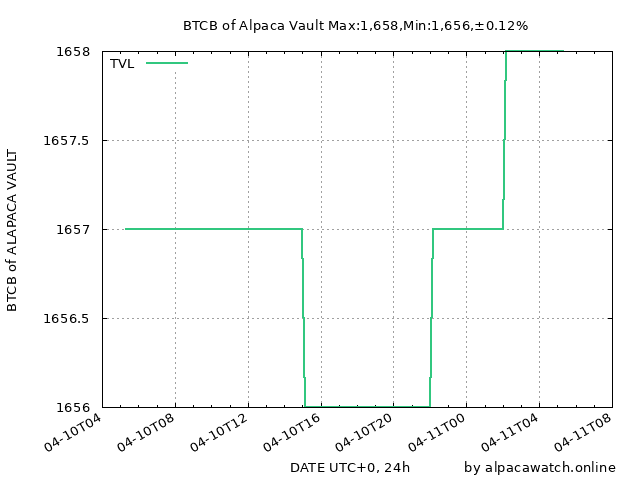 BTCB of Alpaca Vault Max:1,658,Min:1,656,±0.12%
TVL
1658
1657.5
1657
1656.5
1656
BTCB of ALAPACA VAULT
04-10T04
04-10T08
04-10T12
04-10T16
04-10T20
04-11T00
04-11T04
04-11T08
DATE UTC+0, 24h
by alpacawatch.online